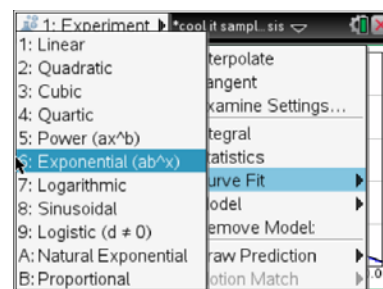 1: Experiment *cool it sampl...sis
1: Linear
2: Quadratic
3: Cubic
4: Quartic
5: Power (ax^b)
6: Exponential (ab^x)
7: Logarithmic
8: Sinusoidal
9: Logistic (d ≠ 0)
A: Natural Exponential
B: Proportional
terpolate
angent
xamine Settings...
tegral
tatistics
urve Fit
odel
emove Model:
raw Prediction
otion Match
.0